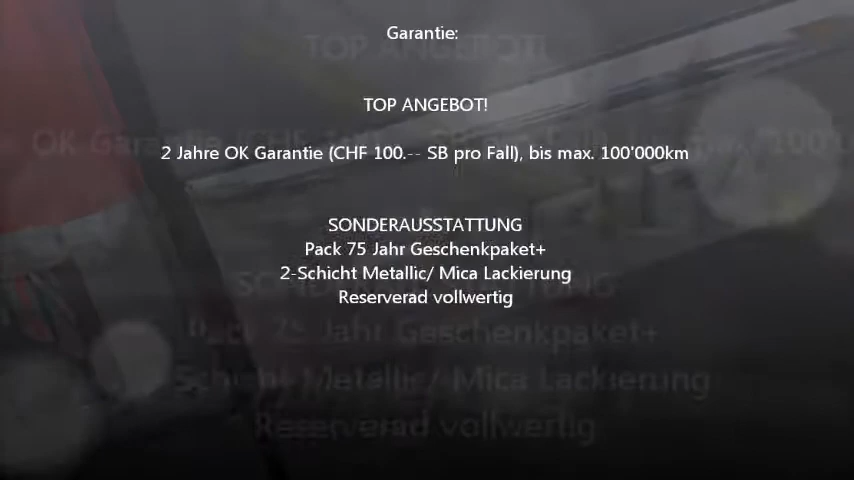 Garantie:
TOP ANGEBOT!
2 Jahre OK Garantie (CHF 100.-- SB pro Fall), bis max. 100'000km
SONDERAUSSTATTUNG
Pack 75 Jahr Geschenkpaket+
2-Schicht Metallic/ Mica Lackierung
Reserverad vollwertig